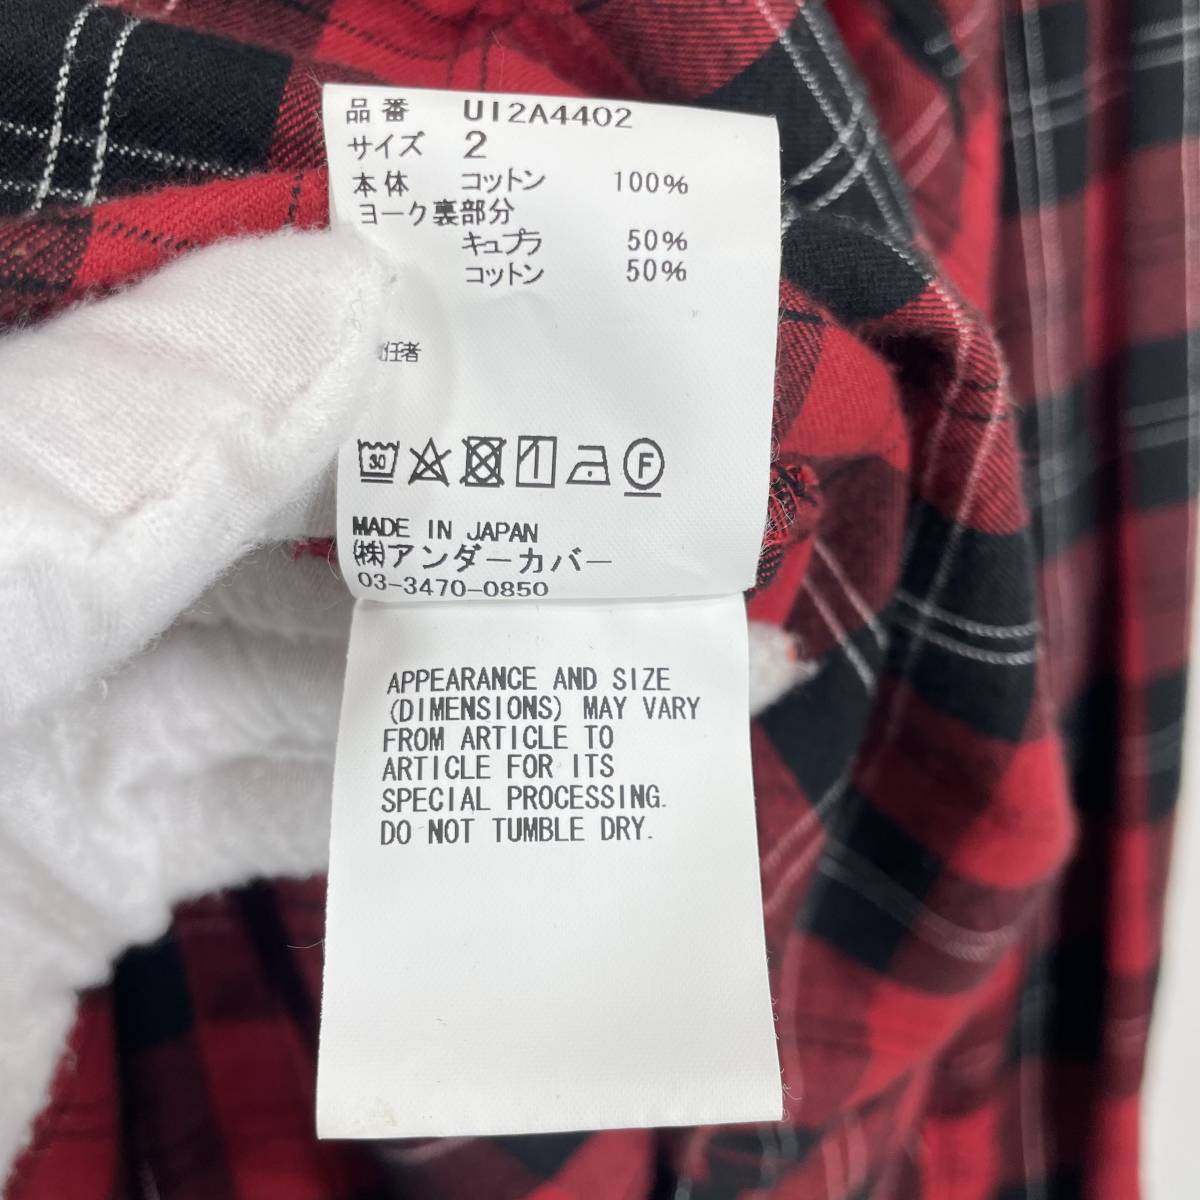 品番 UI2A4402
サイズ 2
本体 コットン 100%
ヨーク裏部分
キュプラ 50%
コットン 50%
任者
30
F
MADE IN JAPAN
(株)アンダーカバー
03-3470-0850
APPEARANCE AND SIZE
(DIMENSIONS) MAY VARY
FROM ARTICLE TO
ARTICLE FOR ITS
SPECIAL PROCESSING.
DO NOT TUMBLE DRY.